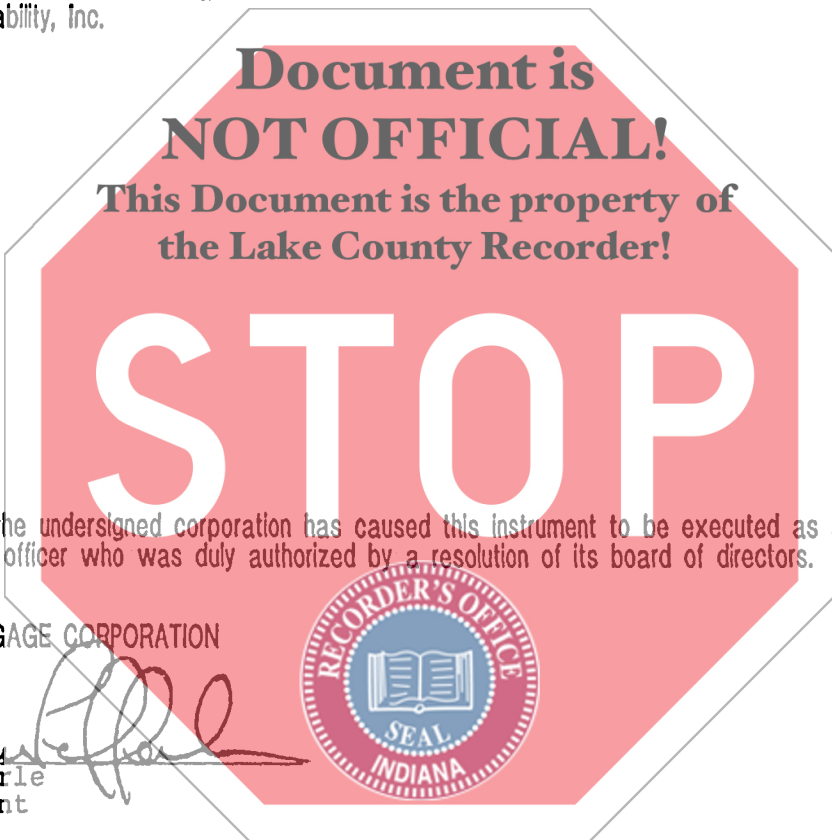 ability, Inc.
Document is
NOT OFFICIAL!
This Document is the property of
the Lake County Recorder!
STOP
he undersigned corporation has caused this instrument to be executed as
officer who was duly authorized by a resolution of its board of directors.
GAGE CORPORATION
RECORDER'S OFFICE
SEAL
INDIANA
rle
nt